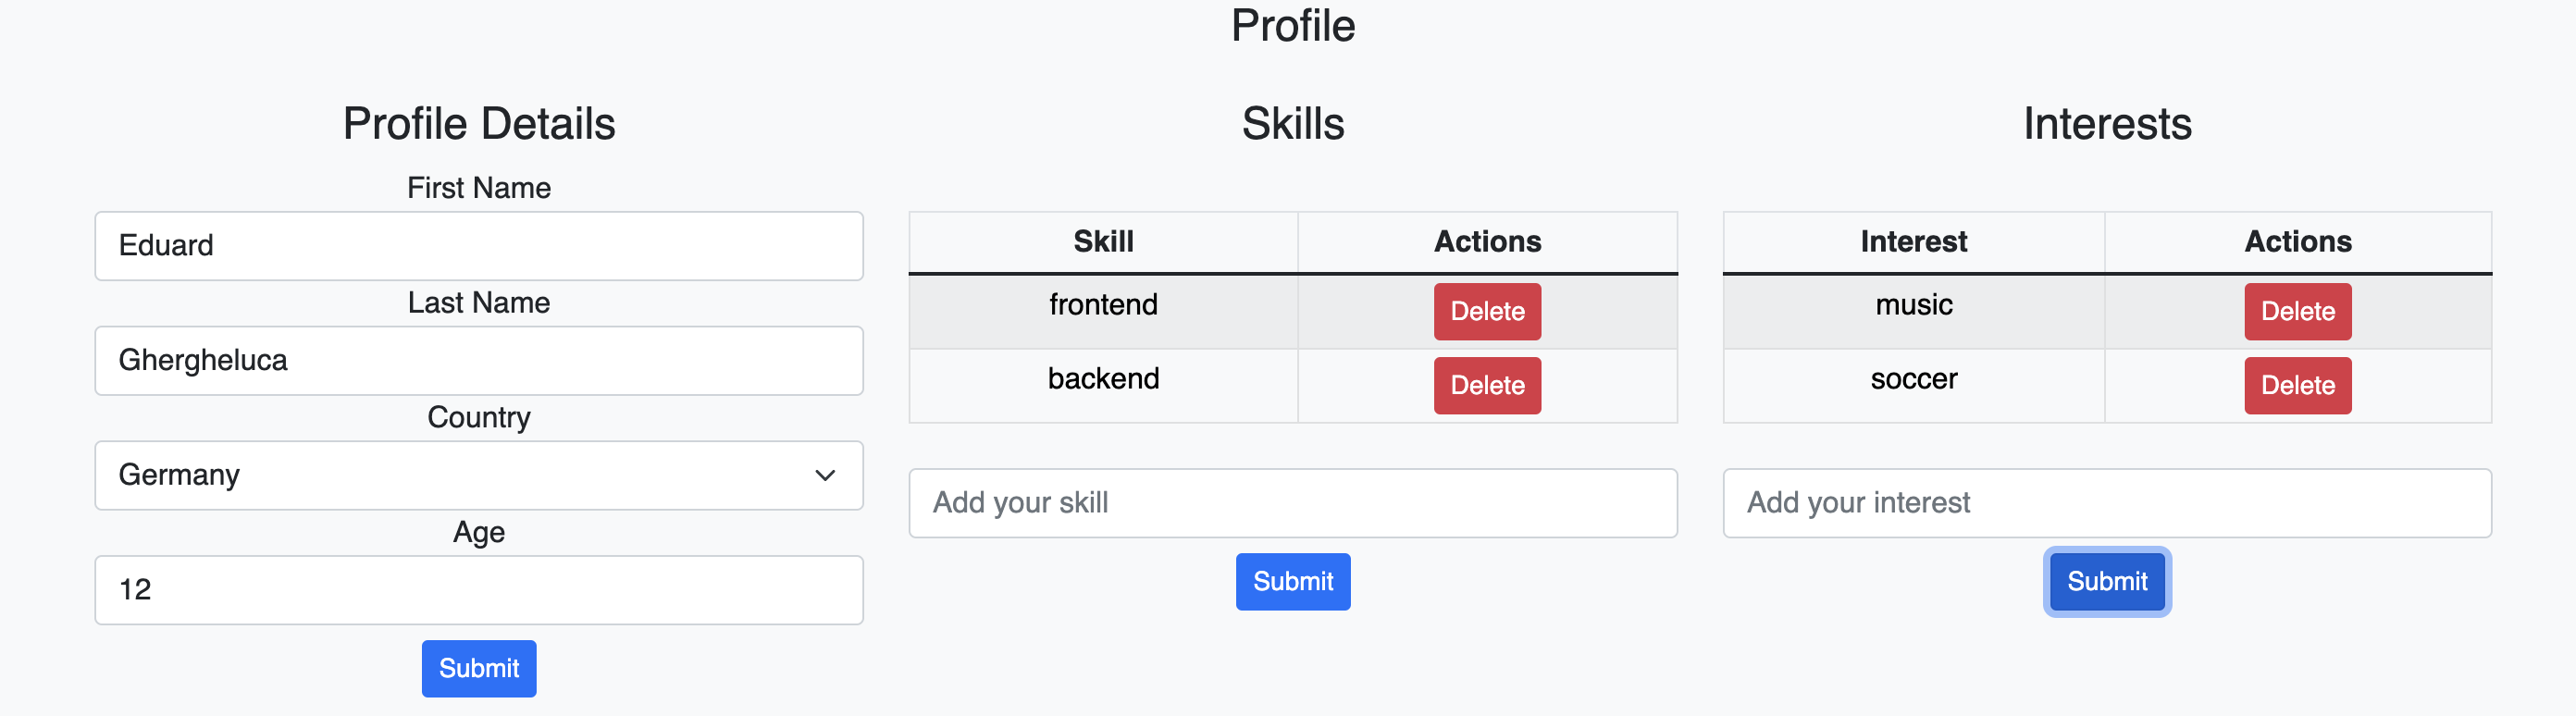 Profile
Profile Details
First Name
Eduard
Last Name
Ghergheluca
Country
Germany
Age
12
Submit
Skills
Skill Actions
frontend Delete
backend Delete
Add your skill
Submit
Interests
Interest Actions
music Delete
soccer Delete
Add your interest
Submit